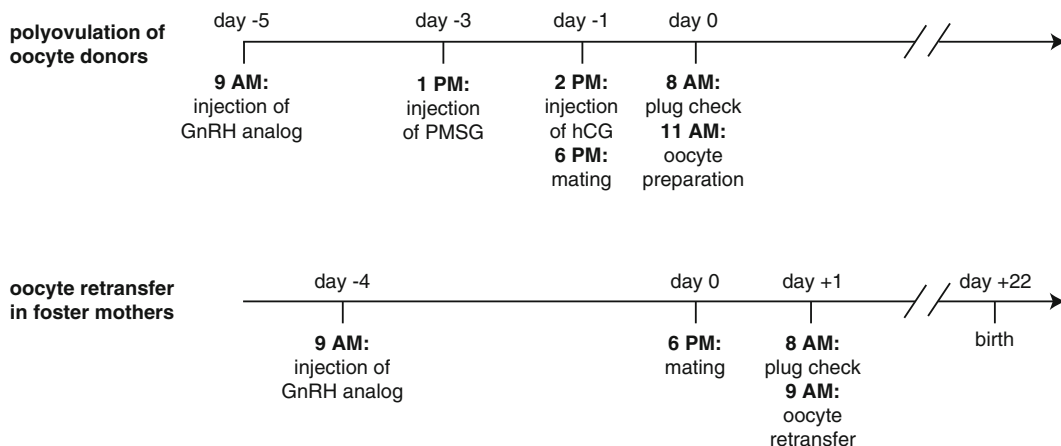 polyovulation of
oocyte donors
day -5
day -3
day -1
day 0
9 AM:
injection of
GnRH analog
1 PM:
injection
of PMSG
2 PM:
injection
of hCG
6 PM:
mating
8 AM:
plug check
11 AM:
oocyte
preparation
oocyte retransfer
in foster mothers
day -4
day 0
day +1
day +22
9 AM:
injection of
GnRH analog
6 PM:
mating
8 AM:
plug check
9 AM:
oocyte
retransfer
birth